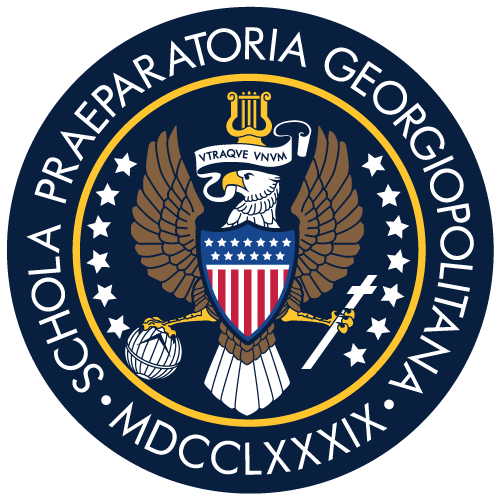 SCHOLA PRAEPARATORIA GEORGIOPOLITANA
VTRAQVE VNVM
• MDCCLXXXIX •